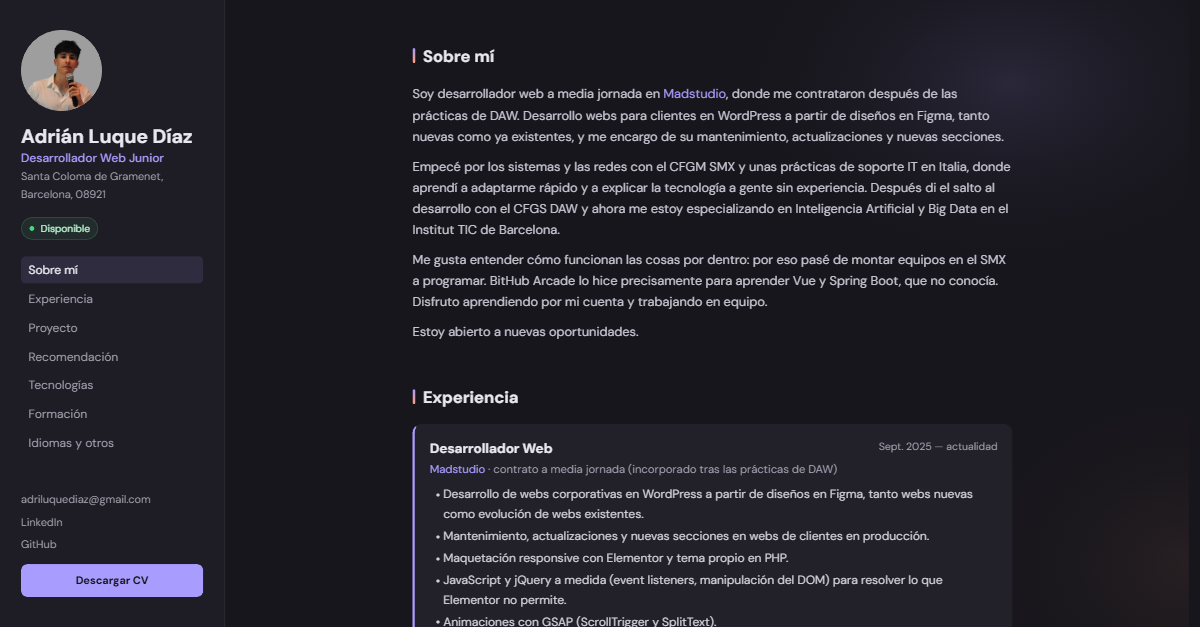 Adrián Luque Díaz
Desarrollador Web Junior
Santa Coloma de Gramenet,
Barcelona, 08921
Disponible
Sobre mí
Experiencia
Proyecto
Recomendación
Tecnologías
Formación
Idiomas y otros
adriluquediaz@gmail.com
LinkedIn
GitHub
Descargar CV
Sobre mí
Soy desarrollador web a media jornada en Madstudio, donde me contrataron después de las
prácticas de DAW. Desarrollo webs para clientes en WordPress a partir de diseños en Figma, tanto
nuevas como ya existentes, y me encargo de su mantenimiento, actualizaciones y nuevas secciones.
Empecé por los sistemas y las redes con el CFGM SMX y unas prácticas de soporte IT en Italia, donde
aprendí a adaptarme rápido y a explicar la tecnología a gente sin experiencia. Después di el salto al
desarrollo con el CFGS DAW y ahora me estoy especializando en Inteligencia Artificial y Big Data en el
Institut TIC de Barcelona.
Me gusta entender cómo funcionan las cosas por dentro: por eso pasé de montar equipos en el SMX
a programar. BitHub Arcade lo hice precisamente para aprender Vue y Spring Boot, que no conocía.
Disfruto aprendiendo por mi cuenta y trabajando en equipo.
Estoy abierto a nuevas oportunidades.
Experiencia
Desarrollador Web
Sept. 2025 — actualidad
Madstudio · contrato a media jornada (incorporado tras las prácticas de DAW)
• Desarrollo de webs corporativas en WordPress a partir de diseños en Figma, tanto webs nuevas
como evolución de webs existentes.
• Mantenimiento, actualizaciones y nuevas secciones en webs de clientes en producción.
• Maquetación responsive con Elementor y tema propio en PHP.
• JavaScript y jQuery a medida (event listeners, manipulación del DOM) para resolver lo que
Elementor no permite.
• Animaciones con GSAP (ScrollTrigger y SplitText).